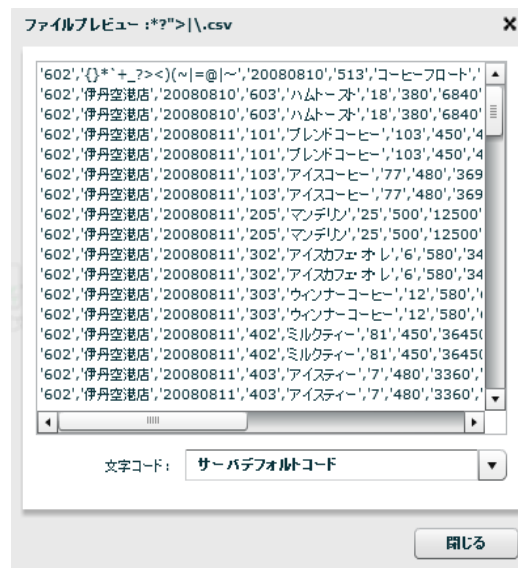 ファイルプレビュー :*?">|\.csv
'602','{}*`+_?><)(~|=@|~','20080810','513','コーヒーフロート','
'602','伊丹空港店','20080810','603','ハムトースト','18','380','6840'
'602','伊丹空港店','20080810','603','ハムトースト','18','380','6840'
'602','伊丹空港店','20080811','101','ブレンドコーヒー','103','450','4
'602','伊丹空港店','20080811','101','ブレンドコーヒー','103','450','4
'602','伊丹空港店','20080811','103','アイスコーヒー','77','480','369
'602','伊丹空港店','20080811','103','アイスコーヒー','77','480','369
'602','伊丹空港店','20080811','205','マンデリン','25','500','12500'
'602','伊丹空港店','20080811','205','マンデリン','25','500','12500'
'602','伊丹空港店','20080811','302','アイスカフェ・オ・レ','6','580','34
'602','伊丹空港店','20080811','302','アイスカフェ・オ・レ','6','580','34
'602','伊丹空港店','20080811','303','ウィンナーコーヒー','12','580','
'602','伊丹空港店','20080811','303','ウィンナーコーヒー','12','580','
'602','伊丹空港店','20080811','402','ミルクティー','81','450','3645
'602','伊丹空港店','20080811','402','ミルクティー','81','450','3645
'602','伊丹空港店','20080811','403','アイスティー','7','480','3360','
'602','伊丹空港店','20080811','403','アイスティー','7','480','3360','
文字コード： サーバデフォルトコード
閉じる